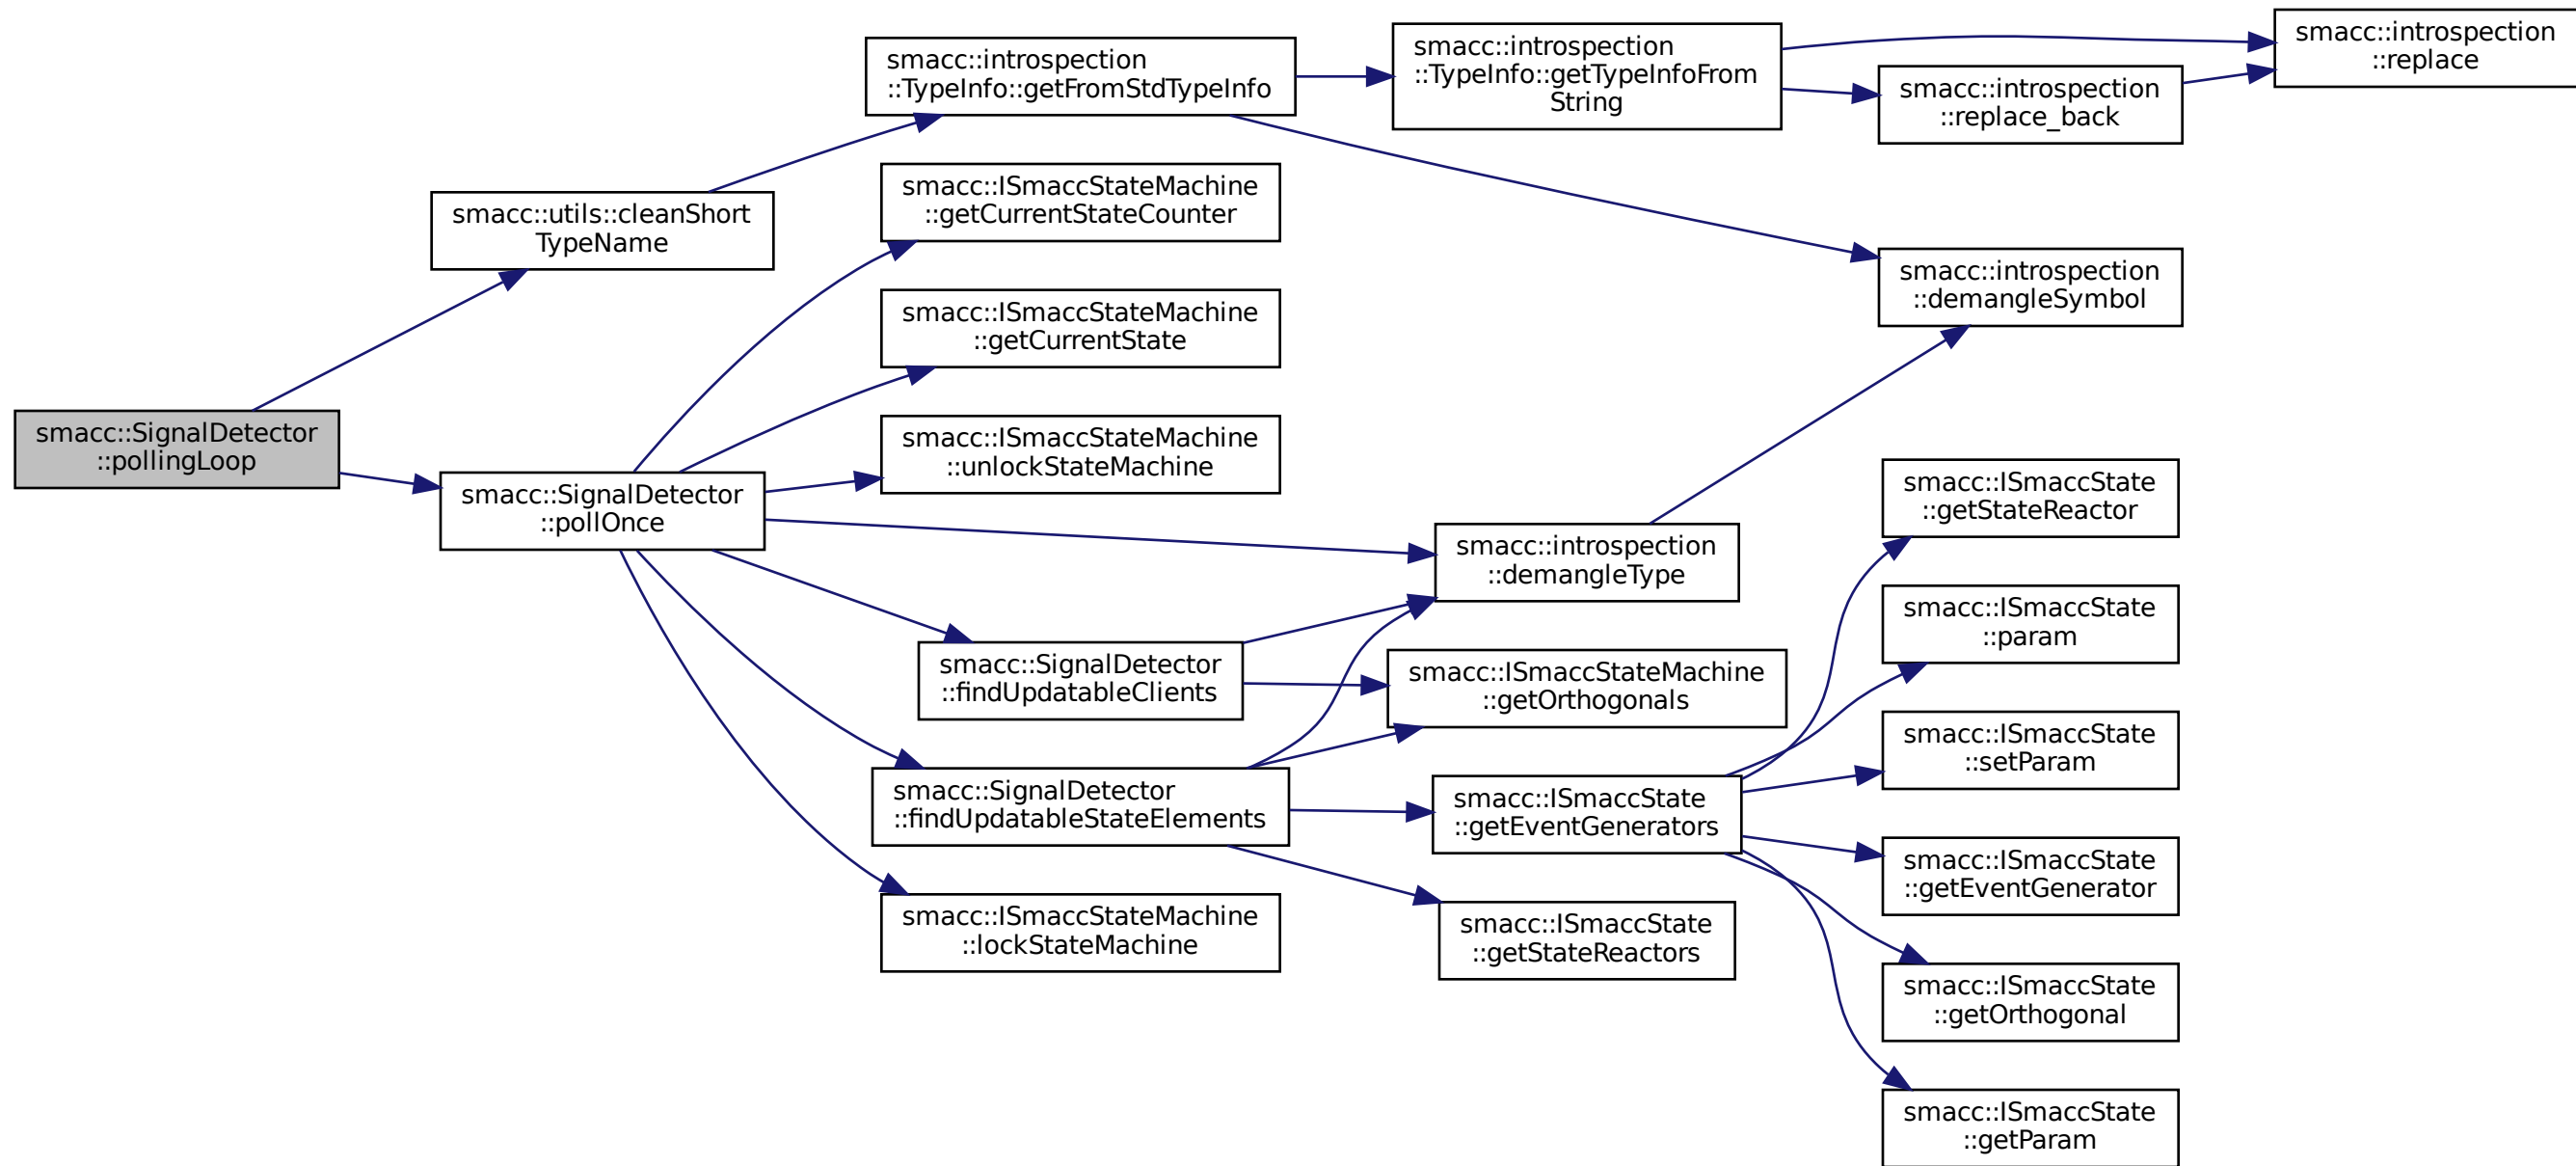 smacc::SignalDetector
::pollingLoop
smacc::utils::cleanShort
TypeName
smacc::SignalDetector
::pollOnce
smacc::introspection
::TypeInfo::getFromStdTypeInfo
smacc::ISmaccStateMachine
::getCurrentStateCounter
smacc::ISmaccStateMachine
::getCurrentState
smacc::ISmaccStateMachine
::unlockStateMachine
smacc::SignalDetector
::findUpdatableClients
smacc::SignalDetector
::findUpdatableStateElements
smacc::ISmaccStateMachine
::lockStateMachine
smacc::introspection
::TypeInfo::getTypeInfoFrom
String
smacc::introspection
::demangleType
smacc::ISmaccStateMachine
::getOrthogonals
smacc::ISmaccState
::getEventGenerators
smacc::ISmaccState
::getStateReactors
smacc::introspection
::replace_back
smacc::introspection
::demangleSymbol
smacc::ISmaccState
::getStateReactor
smacc::ISmaccState
::param
smacc::ISmaccState
::setParam
smacc::ISmaccState
::getEventGenerator
smacc::ISmaccState
::getOrthogonal
smacc::ISmaccState
::getParam
smacc::introspection
::replace